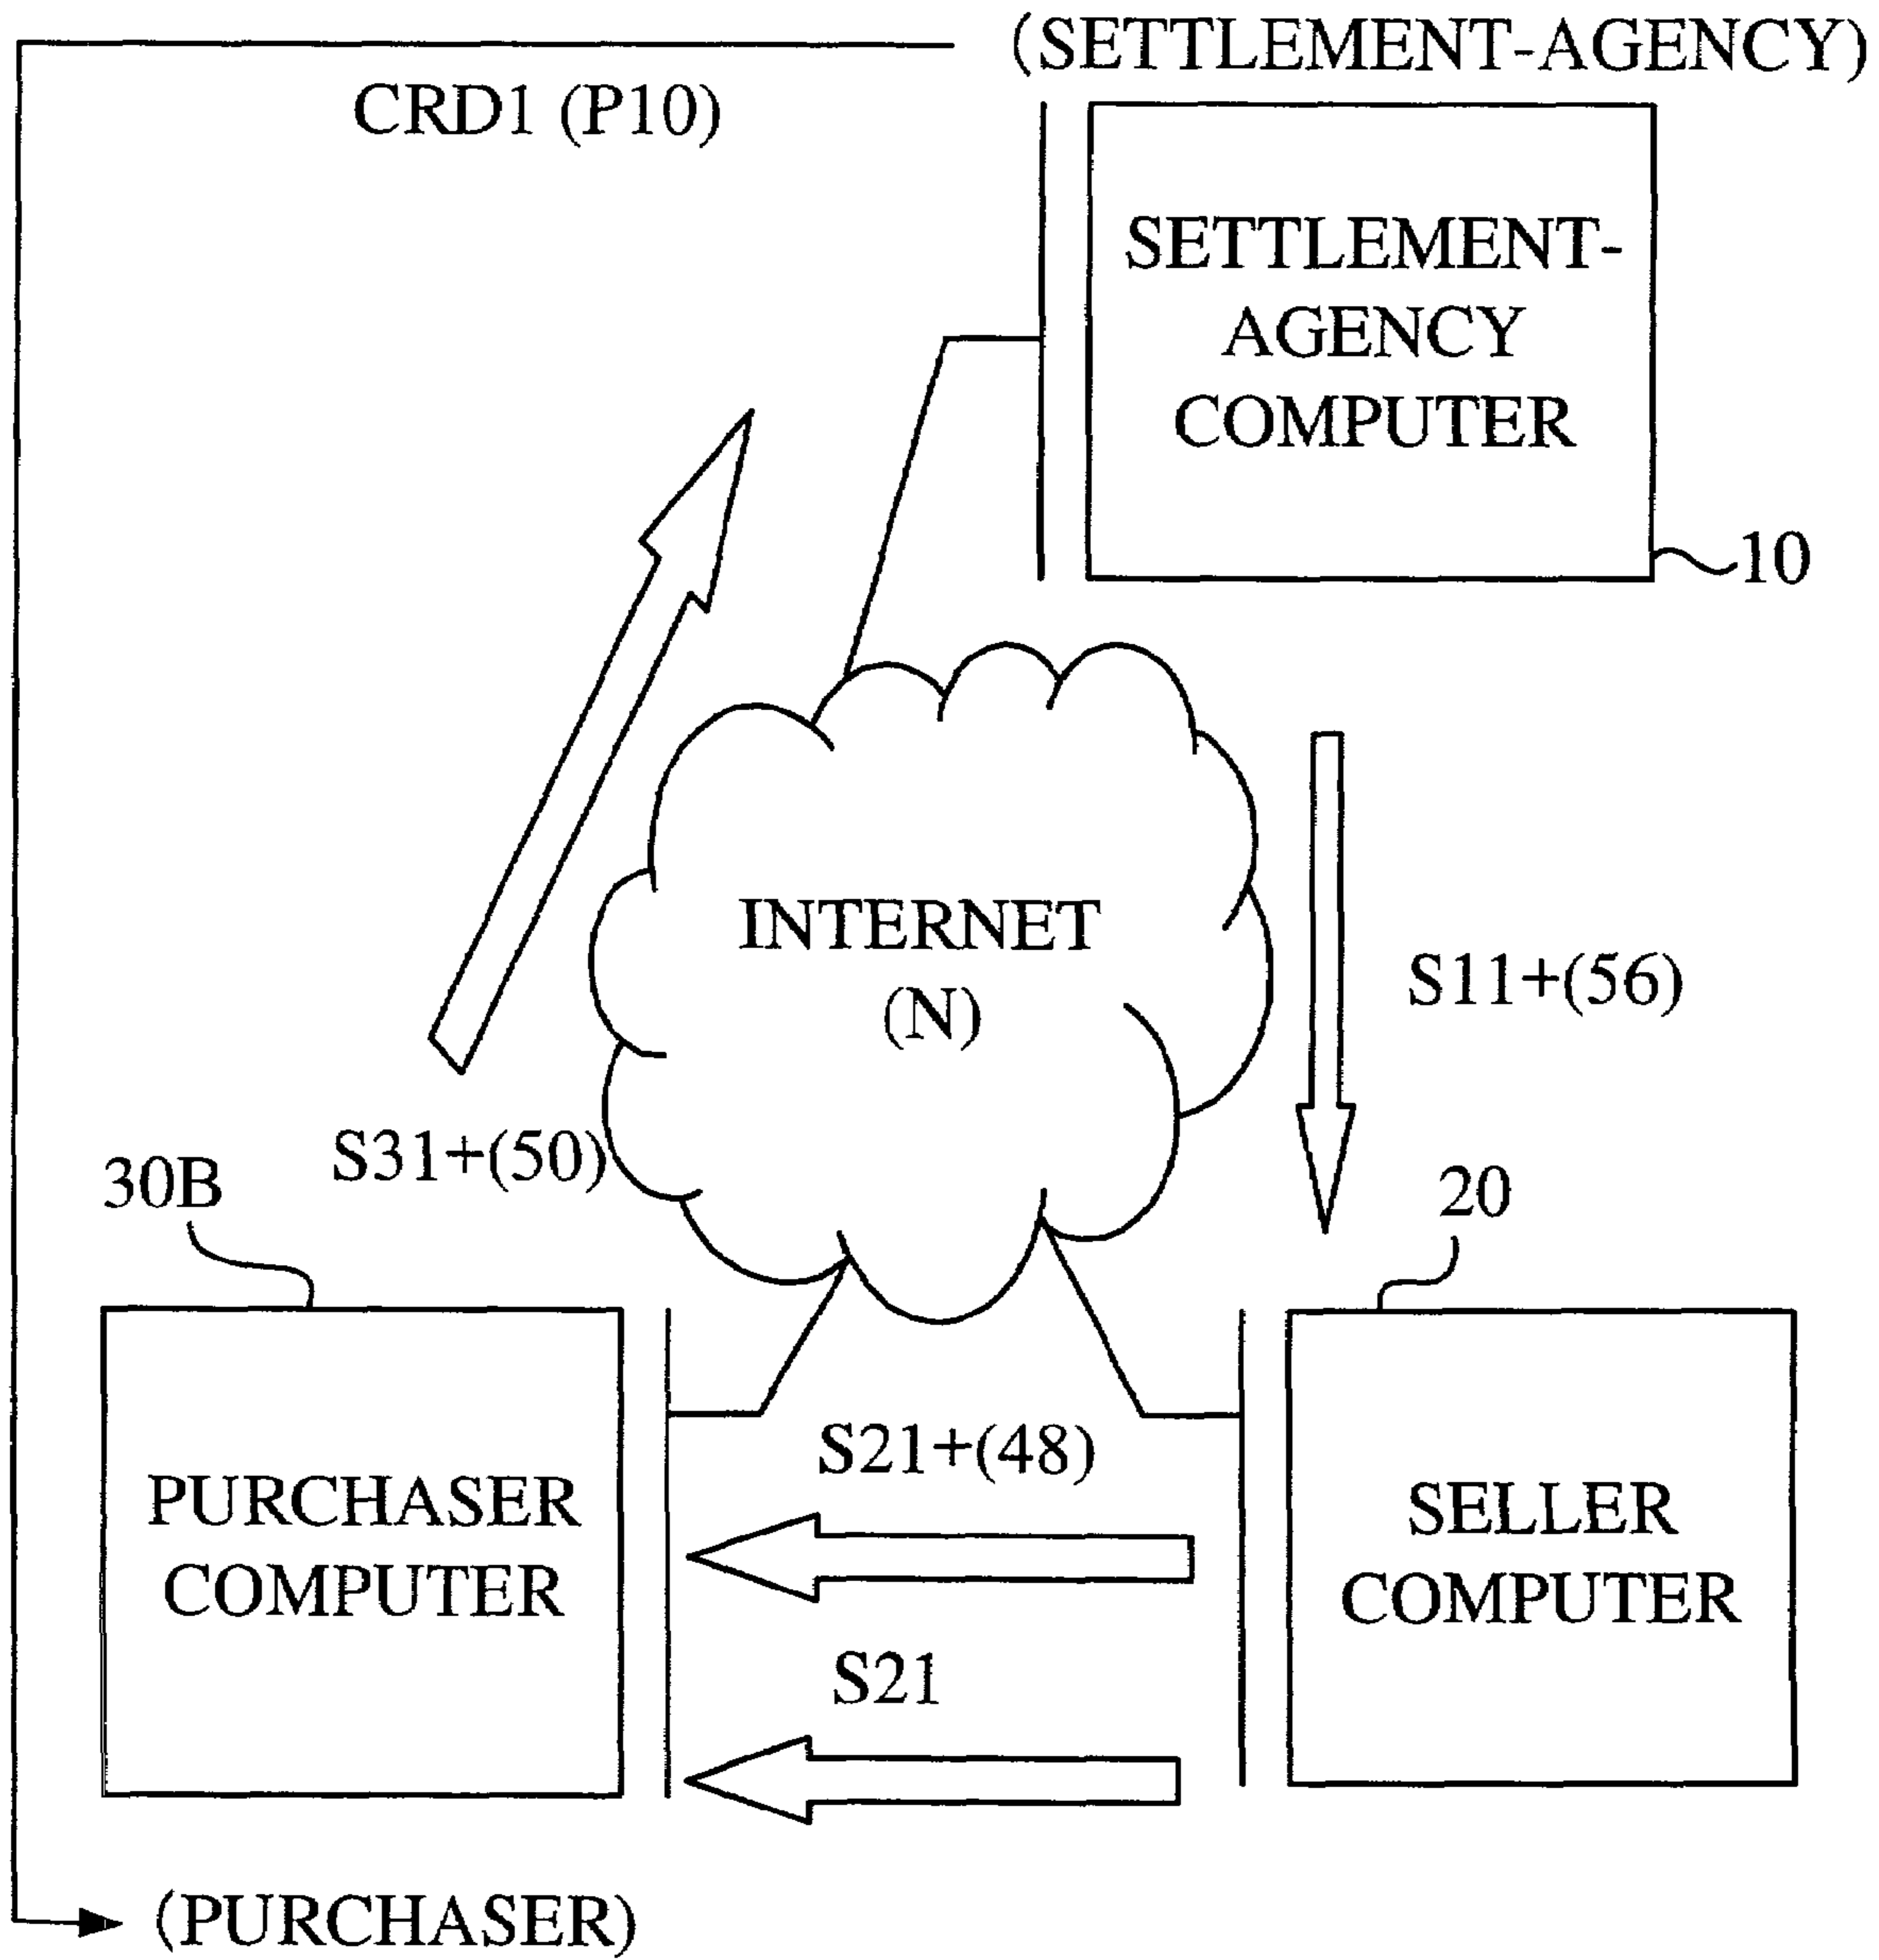 (SETTLEMENT-AGENCY)
CRD1 (P10)
SETTLEMENT-
AGENCY
COMPUTER
10
INTERNET
(N)
S11+(56)
S31+(50)
30B
20
S21+(48)
PURCHASER
COMPUTER
SELLER
COMPUTER
S21
(PURCHASER)